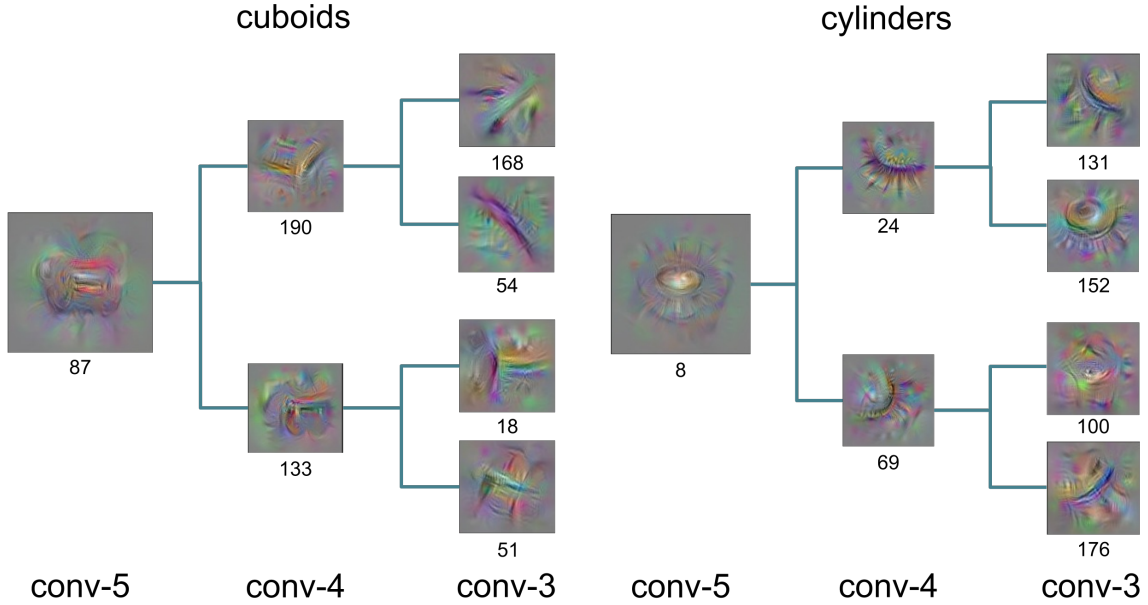 cuboids
cylinders
168
131
190
24
54
152
87
8
18
100
133
69
51
176
conv-5
conv-4
conv-3
conv-5
conv-4
conv-3